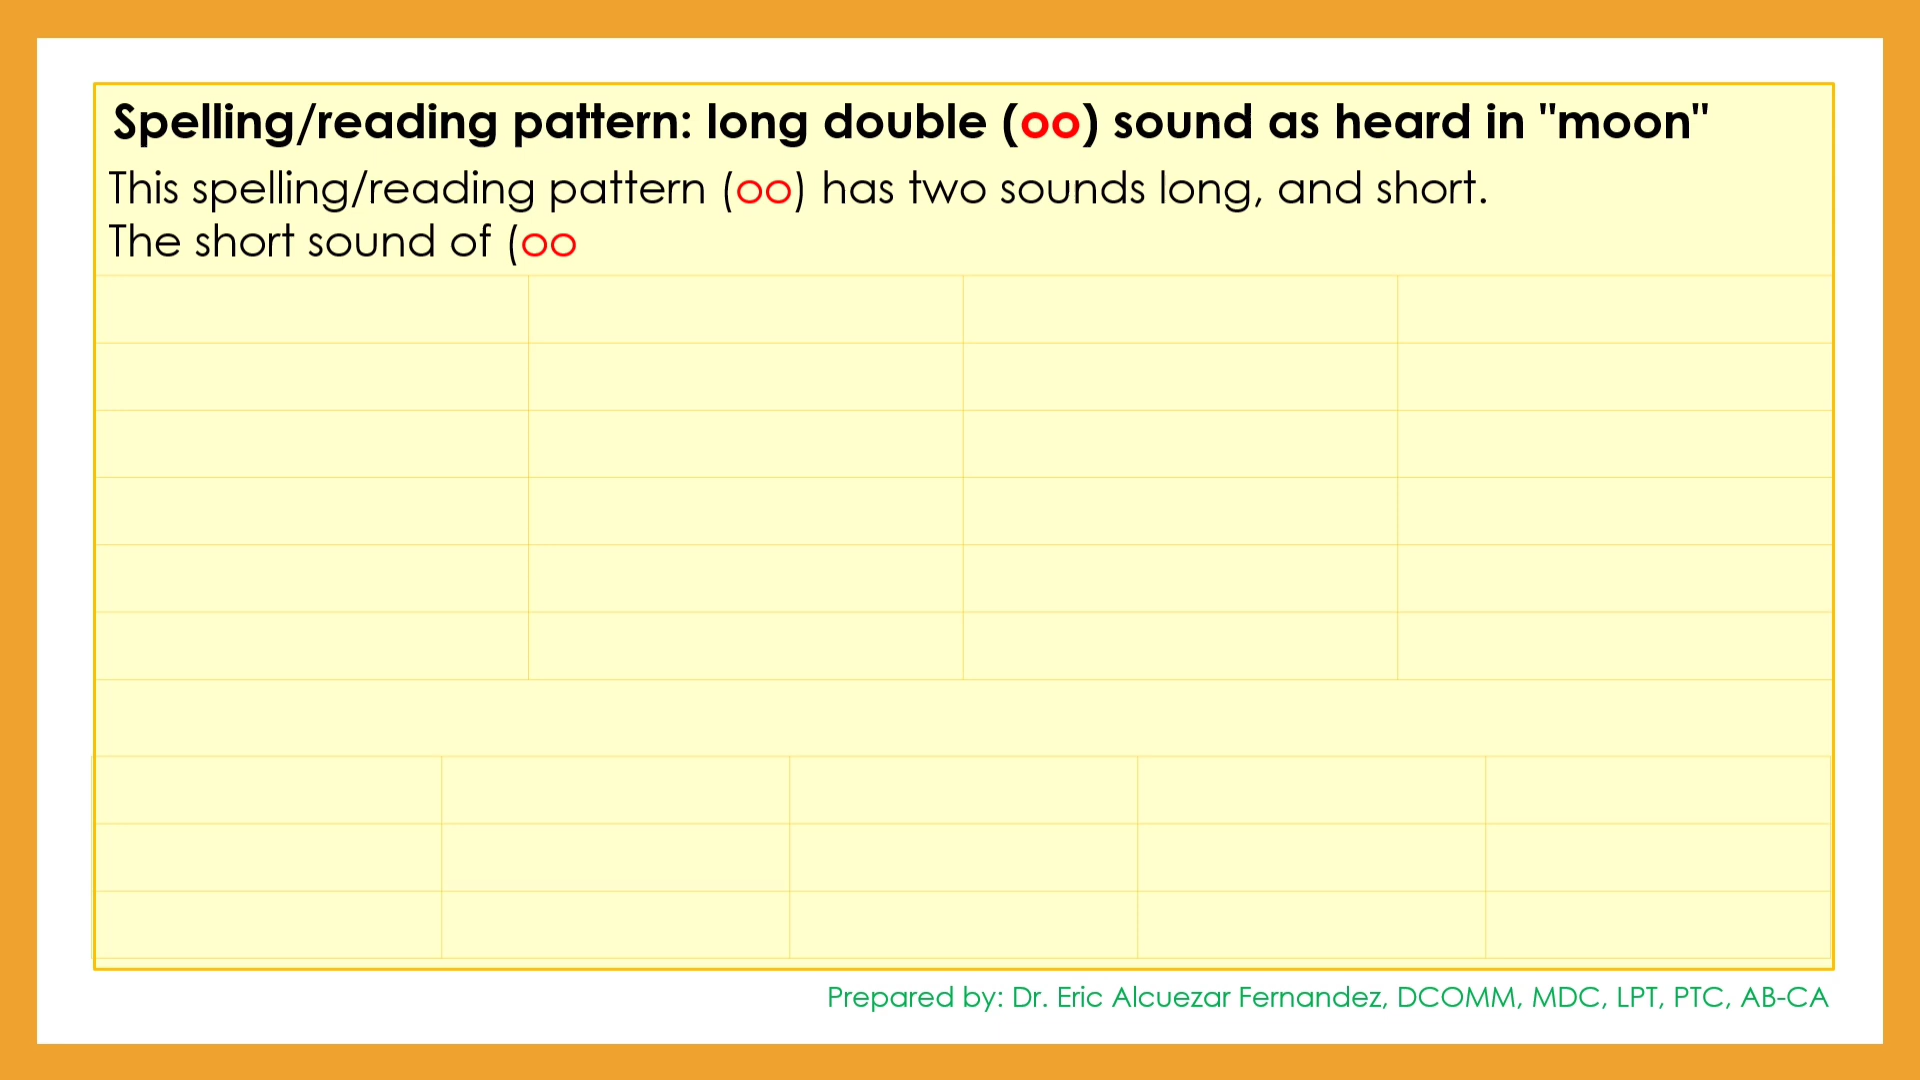 Spelling/reading pattern: long double (oo) sound as heard in "moon"
This spelling/reading pattern (oo) has two sounds long, and short.
The short sound of (oo
Prepared by: Dr. Eric Alcuezar Fernandez, DCOMM, MDC, LPT, PTC, AB-CA